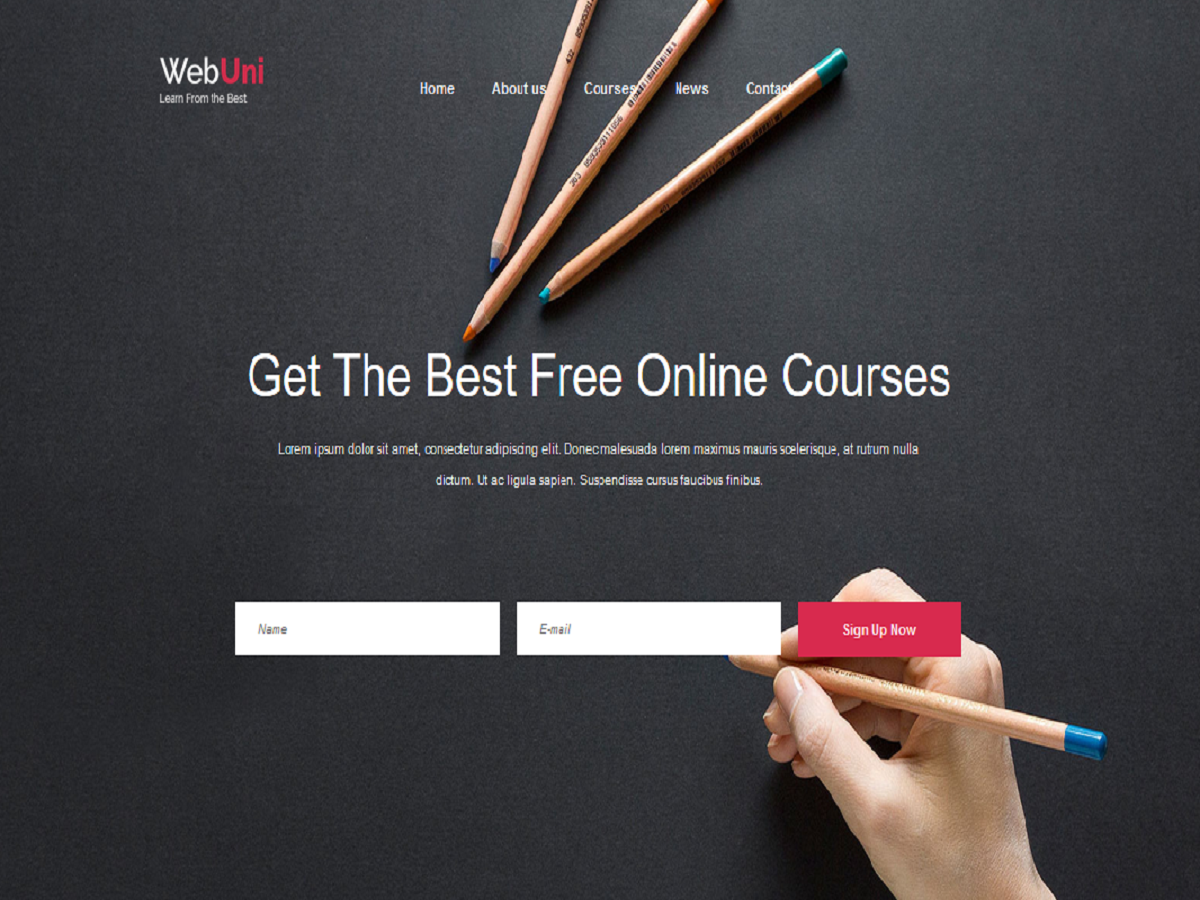 WebUni
Learn From the Best
Home About us Courses News Contact
Get The Best Free Online Courses
Lorem ipsum dolor sit amet, consectetur adipiscing elit. Donec malesuada lorem maximus mauris scelerisque, at rutrum nulla
dictum. Ut ac ligula sapien. Suspendisse cursus faucibus finibus.
Name E-mail Sign Up Now